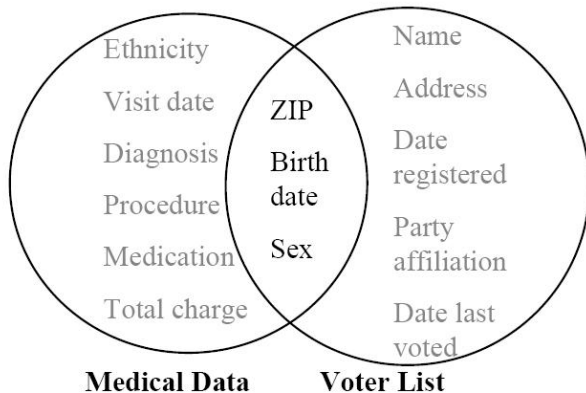 Ethnicity
Visit date
Diagnosis
Procedure
Medication
Total charge
ZIP
Birth
date
Sex
Name
Address
Date
registered
Party
affiliation
Date last
voted
Medical Data
Voter List